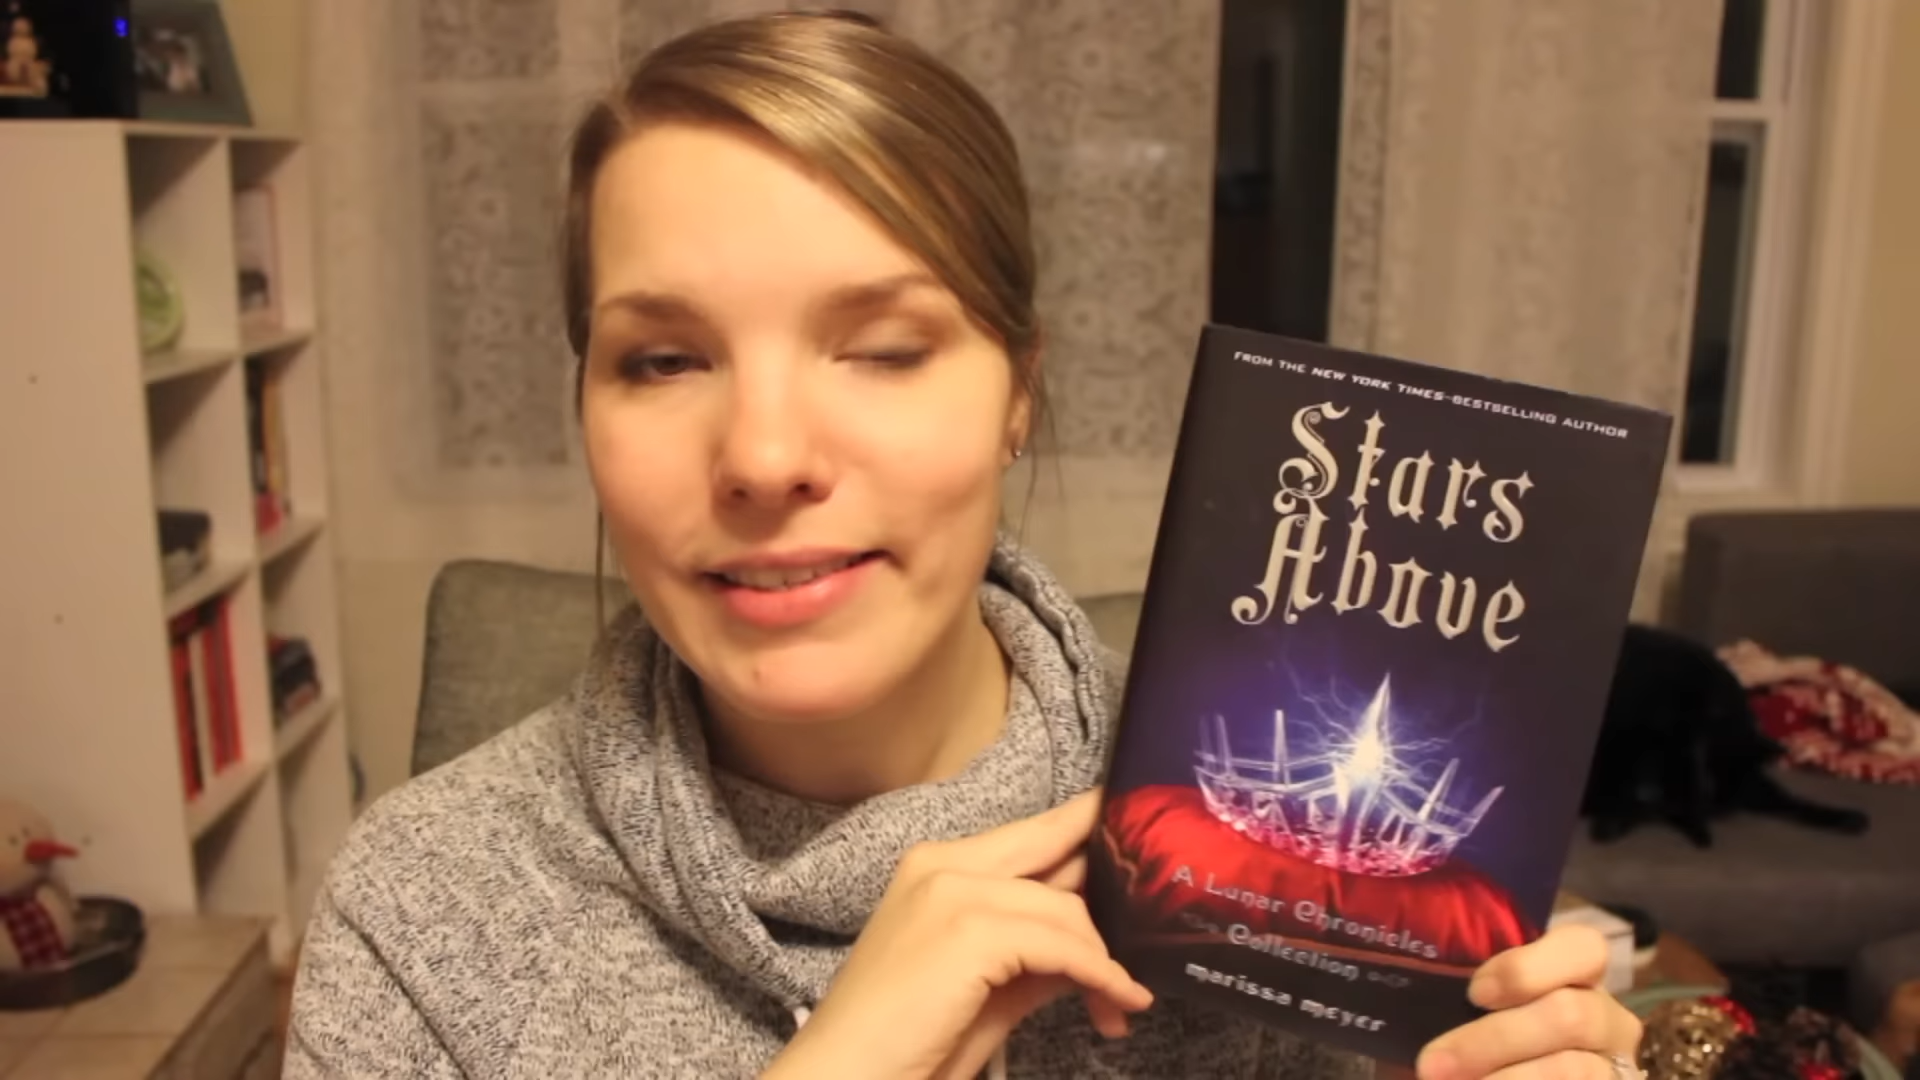 FROM THE NEW YORK TIMES-BESTSELLING AUTHOR
Stars
Above
A Lunar Chronicles
Collection
marissa meyer